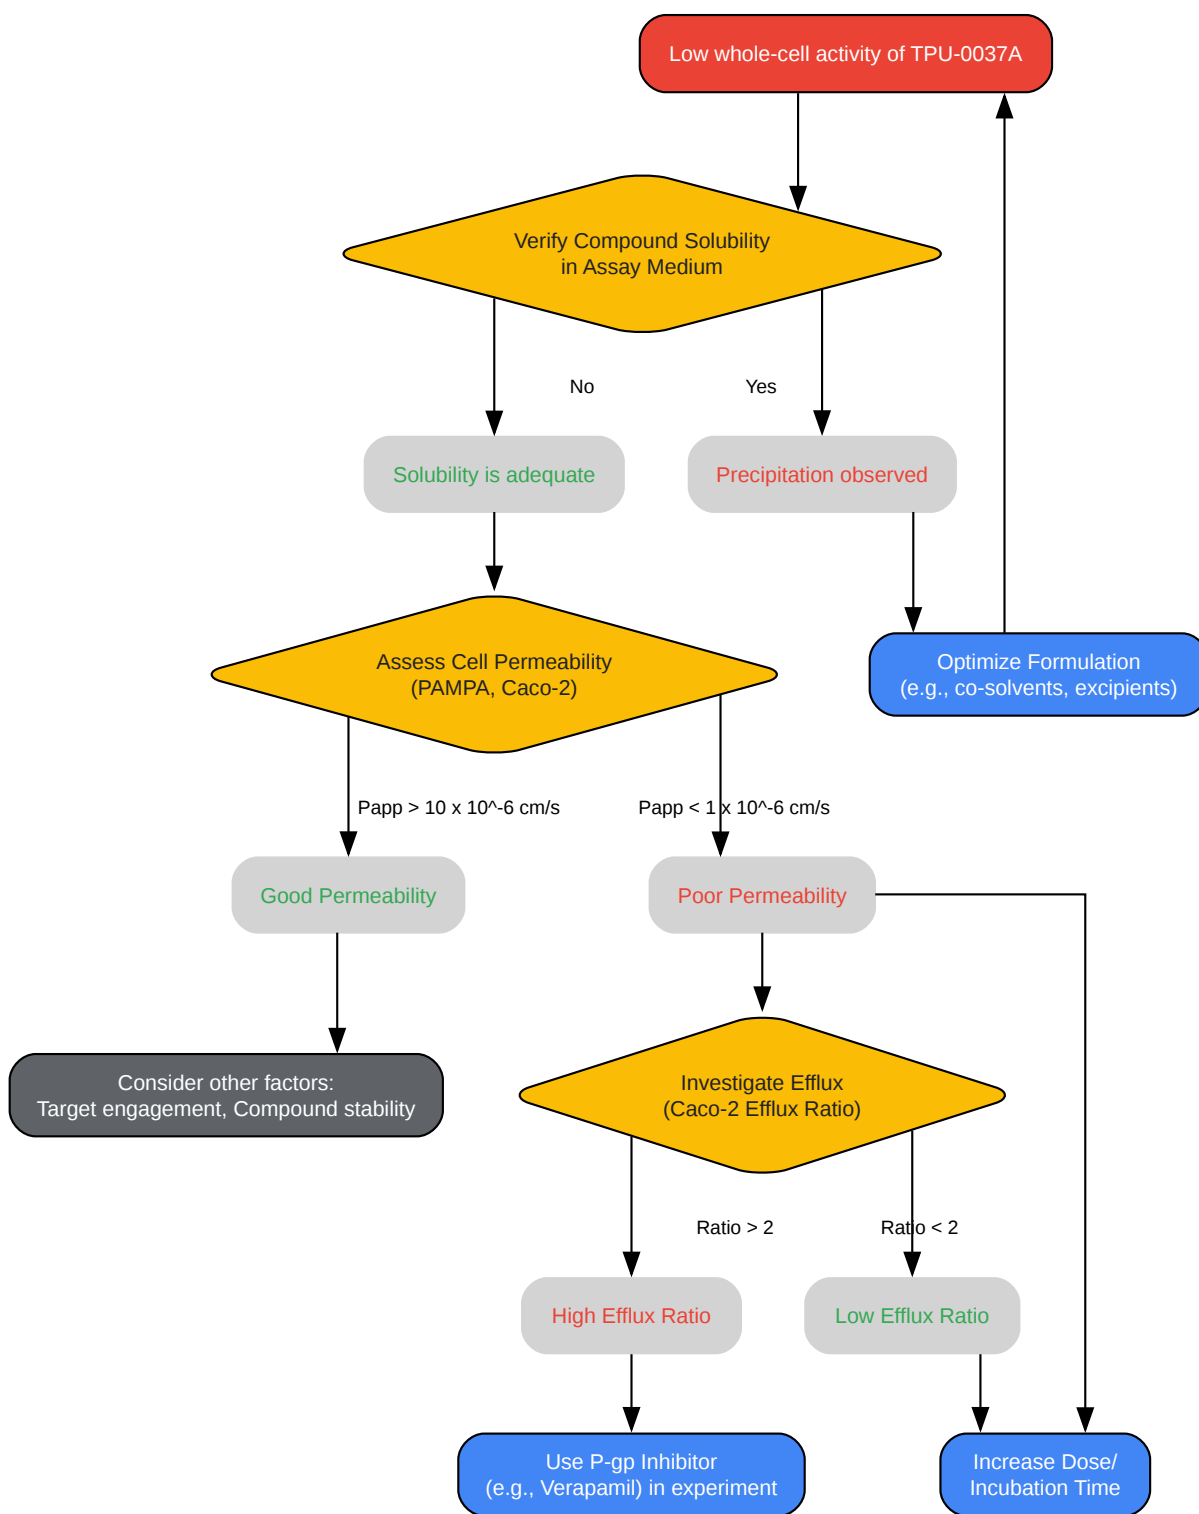 Low whole-cell activity of TPU-0037A
Verify Compound Solubility
in Assay Medium
No
Yes
Solubility is adequate
Precipitation observed
Assess Cell Permeability
(PAMPA, Caco-2)
Optimize Formulation
(e.g., co-solvents, excipients)
Papp > 10 x 10^-6 cm/s
Papp < 1 x 10^-6 cm/s
Good Permeability
Poor Permeability
Consider other factors:
Target engagement, Compound stability
Investigate Efflux
(Caco-2 Efflux Ratio)
Ratio > 2
Ratio < 2
High Efflux Ratio
Low Efflux Ratio
Use P-gp Inhibitor
(e.g., Verapamil) in experiment
Increase Dose/
Incubation Time